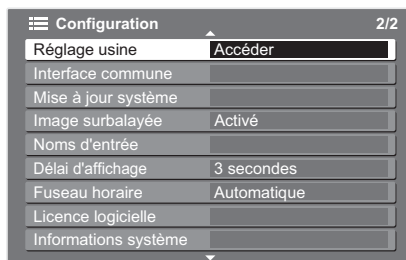 Configuration 2/2
Réglage usine Accéder
Interface commune
Mise à jour système
Image surbalayée Activé
Noms d'entrée
Délai d'affichage 3 secondes
Fuseau horaire Automatique
Licence logicielle
Informations système